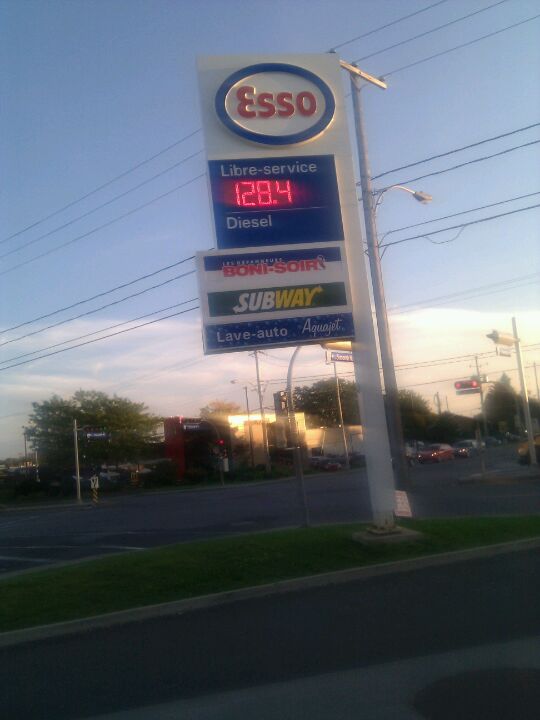 Esso
Libre-service
128.4
Diesel
LES DÉPANNEURS
BONI-SOIR
SUBWAY
Lave-auto Aquajet